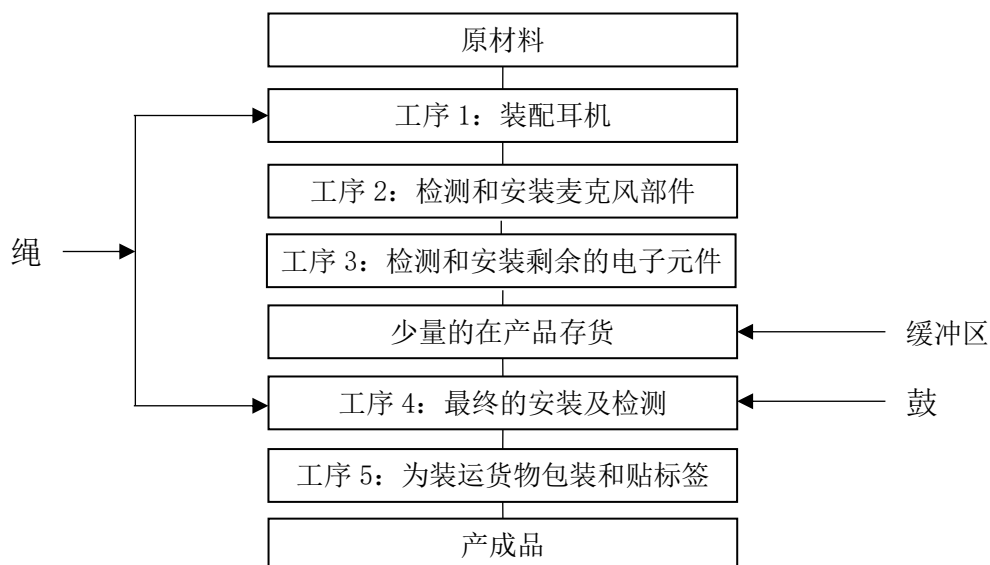 原材料
工序 1：装配耳机
工序 2：检测和安装麦克风部件
绳
工序 3：检测和安装剩余的电子元件
少量的在产品存货
缓冲区
工序 4：最终的安装及检测
鼓
工序 5：为装运货物包装和贴标签
产成品